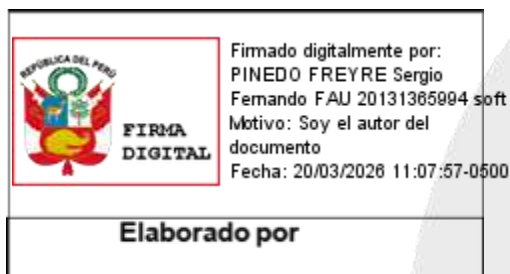 REPÚBLICA DEL PERÚ
FIRMA
DIGITAL
Firmado digitalmente por:
PINEDO FREYRE Sergio
Fernando FAU 20131365994 soft
Motivo: Soy el autor del
documento
Fecha: 20/03/2026 11:07:57-0500
Elaborado por